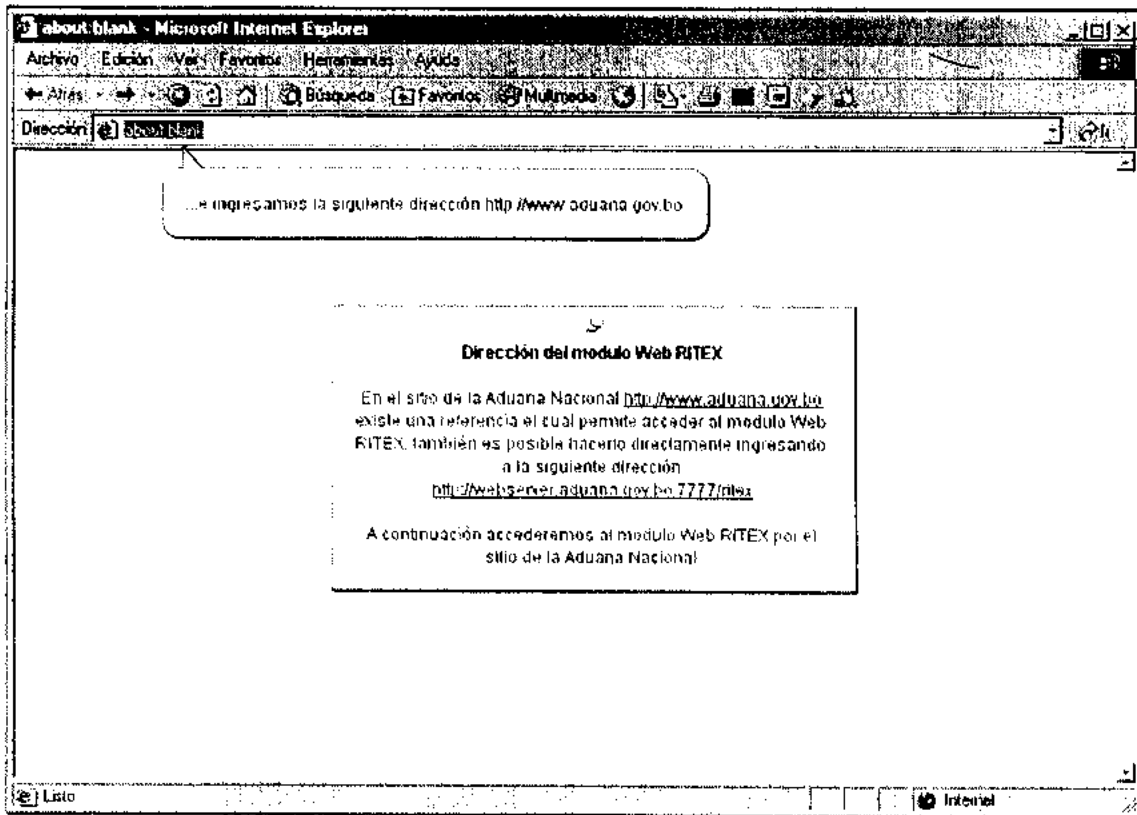 about:blank - Microsoft Internet Explorer
Archivo Edición Ver Favoritos Herramientas Ayuda
Atrás Búsqueda Favoritos Multimedia
Dirección about:blank Ir
...e ingresamos la siguiente dirección http://www.aduana.gov.bo
Dirección del modulo Web RITEX
En el sitio de la Aduana Nacional http://www.aduana.gov.bo
existe una referencia el cual permite acceder al modulo Web
RITEX, también es posible hacerlo directamente ingresando
a la siguiente dirección
http://webserver.aduana.gov.bo:7777/ritex
A continuación accederemos al modulo Web RITEX por el
sitio de la Aduana Nacional
Listo Internet